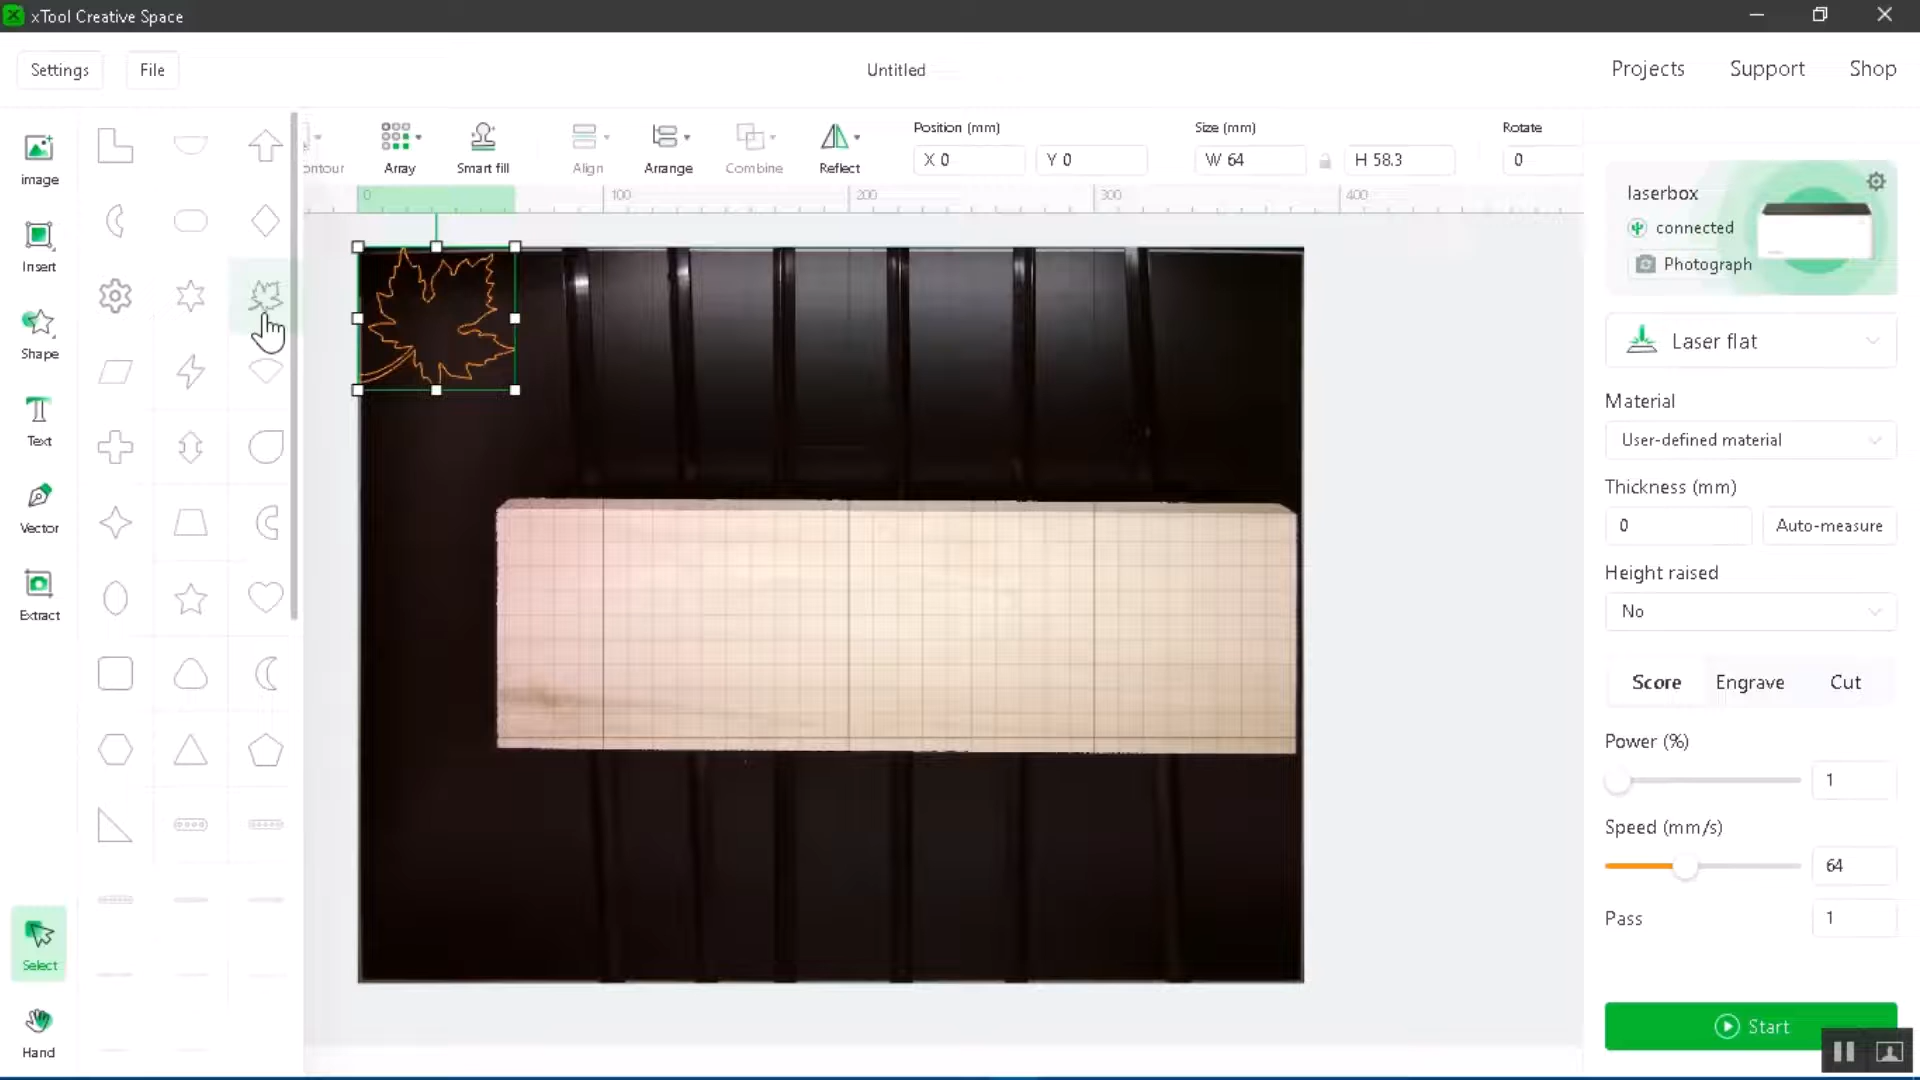 xTool Creative Space
Settings
File
Untitled
Projects
Support
Shop
image
Insert
Shape
Text
Vector
Extract
Select
Hand
ontour
Array
Smart fill
Align
Arrange
Combine
Reflect
Position (mm)
X 0
Y 0
Size (mm)
W 64
H 58.3
Rotate
0
0
100
200
300
400
laserbox
connected
Photograph
Laser flat
Material
User-defined material
Thickness (mm)
0
Auto-measure
Height raised
No
Score
Engrave
Cut
Power (%)
1
Speed (mm/s)
64
Pass
1
Start